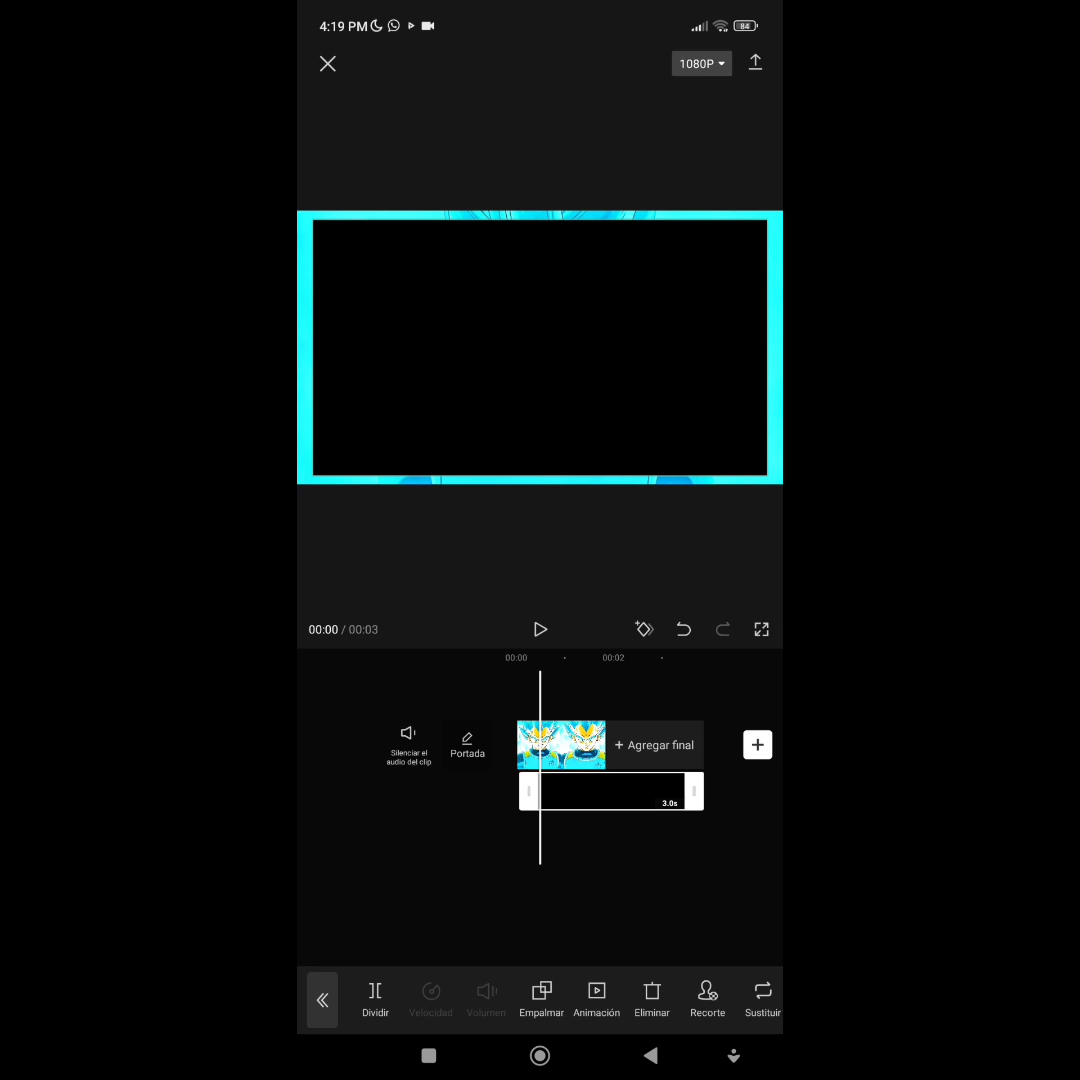 4:19 PM
84
1080P
00:00 / 00:03
00:00
00:02
Silenciar el
audio del clip
Portada
+ Agregar final
3.0s
Dividir
Velocidad
Volumen
Empalmar
Animación
Eliminar
Recorte
Sustituir